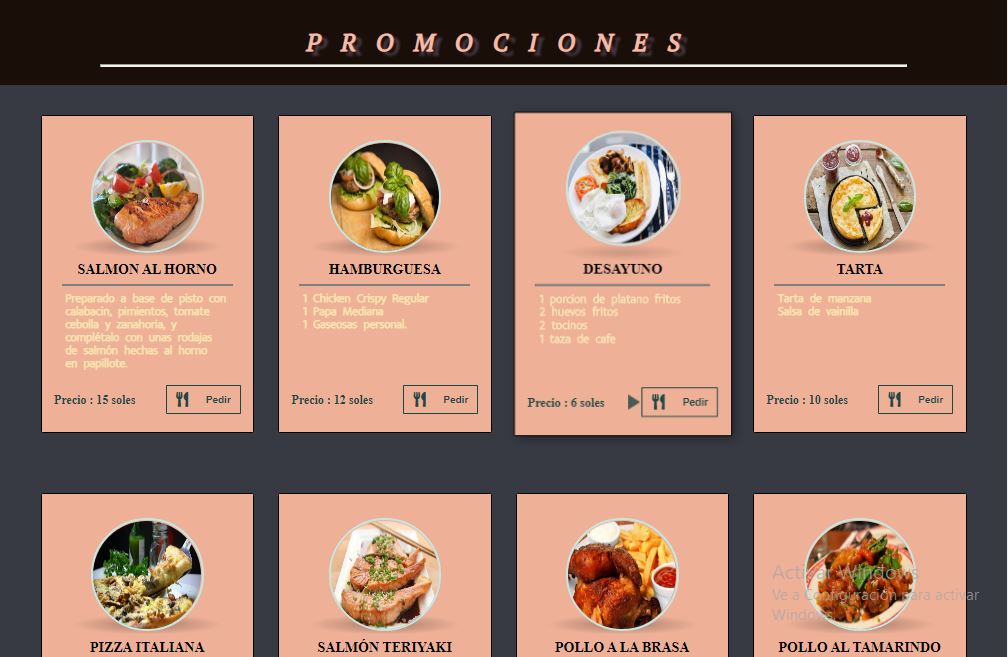 PROMOCIONES
SALMON AL HORNO
Preparado a base de pisto con
calabacin, pimientos, tomate
cebolla y zanahoria, y
complétalo con unas rodajas
de salmón hechas al horno
en papillote.
Precio : 15 soles
Pedir
HAMBURGUESA
1 Chicken Crispy Regular
1 Papa Mediana
1 Gaseosas personal.
Precio : 12 soles
Pedir
DESAYUNO
1 porcion de platano fritos
2 huevos fritos
2 tocinos
1 taza de cafe
Precio : 6 soles
Pedir
TARTA
Tarta de manzana
Salsa de vainilla
Precio : 10 soles
Pedir
PIZZA ITALIANA
SALMÓN TERIYAKI
POLLO A LA BRASA
POLLO AL TAMARINDO
Activar Windows
Ve a Configuración para activar
Windows.